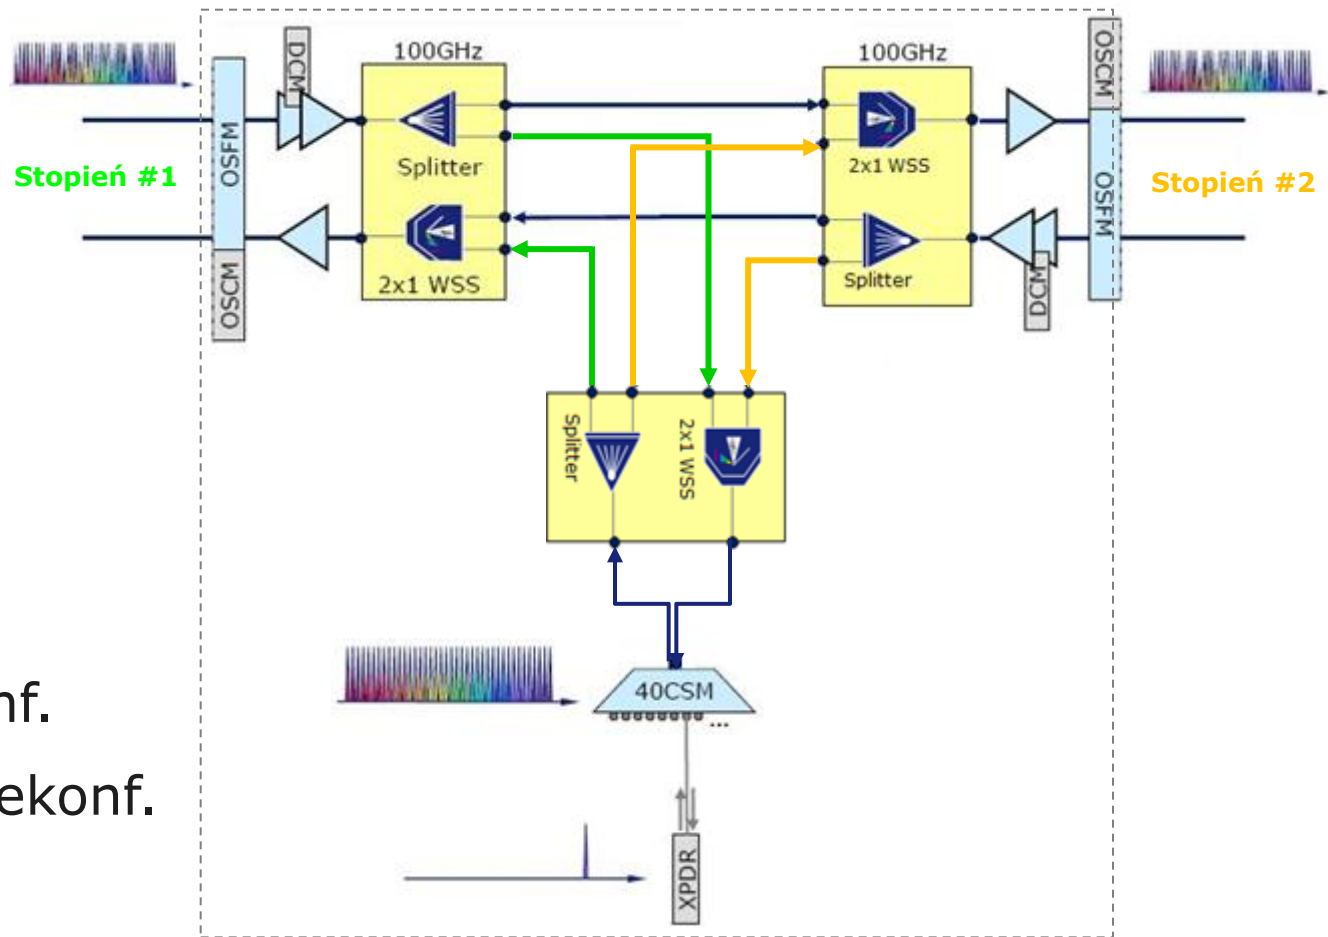 100GHz
100GHz
DCM
OSCM
OSFM
Splitter
2x1 WSS
Stopień #1
Stopień #2
2x1 WSS
Splitter
OSFM
OSCM
DCM
Splitter
2x1 WSS
nf.
40CSM
...
ekonf.
XPDR